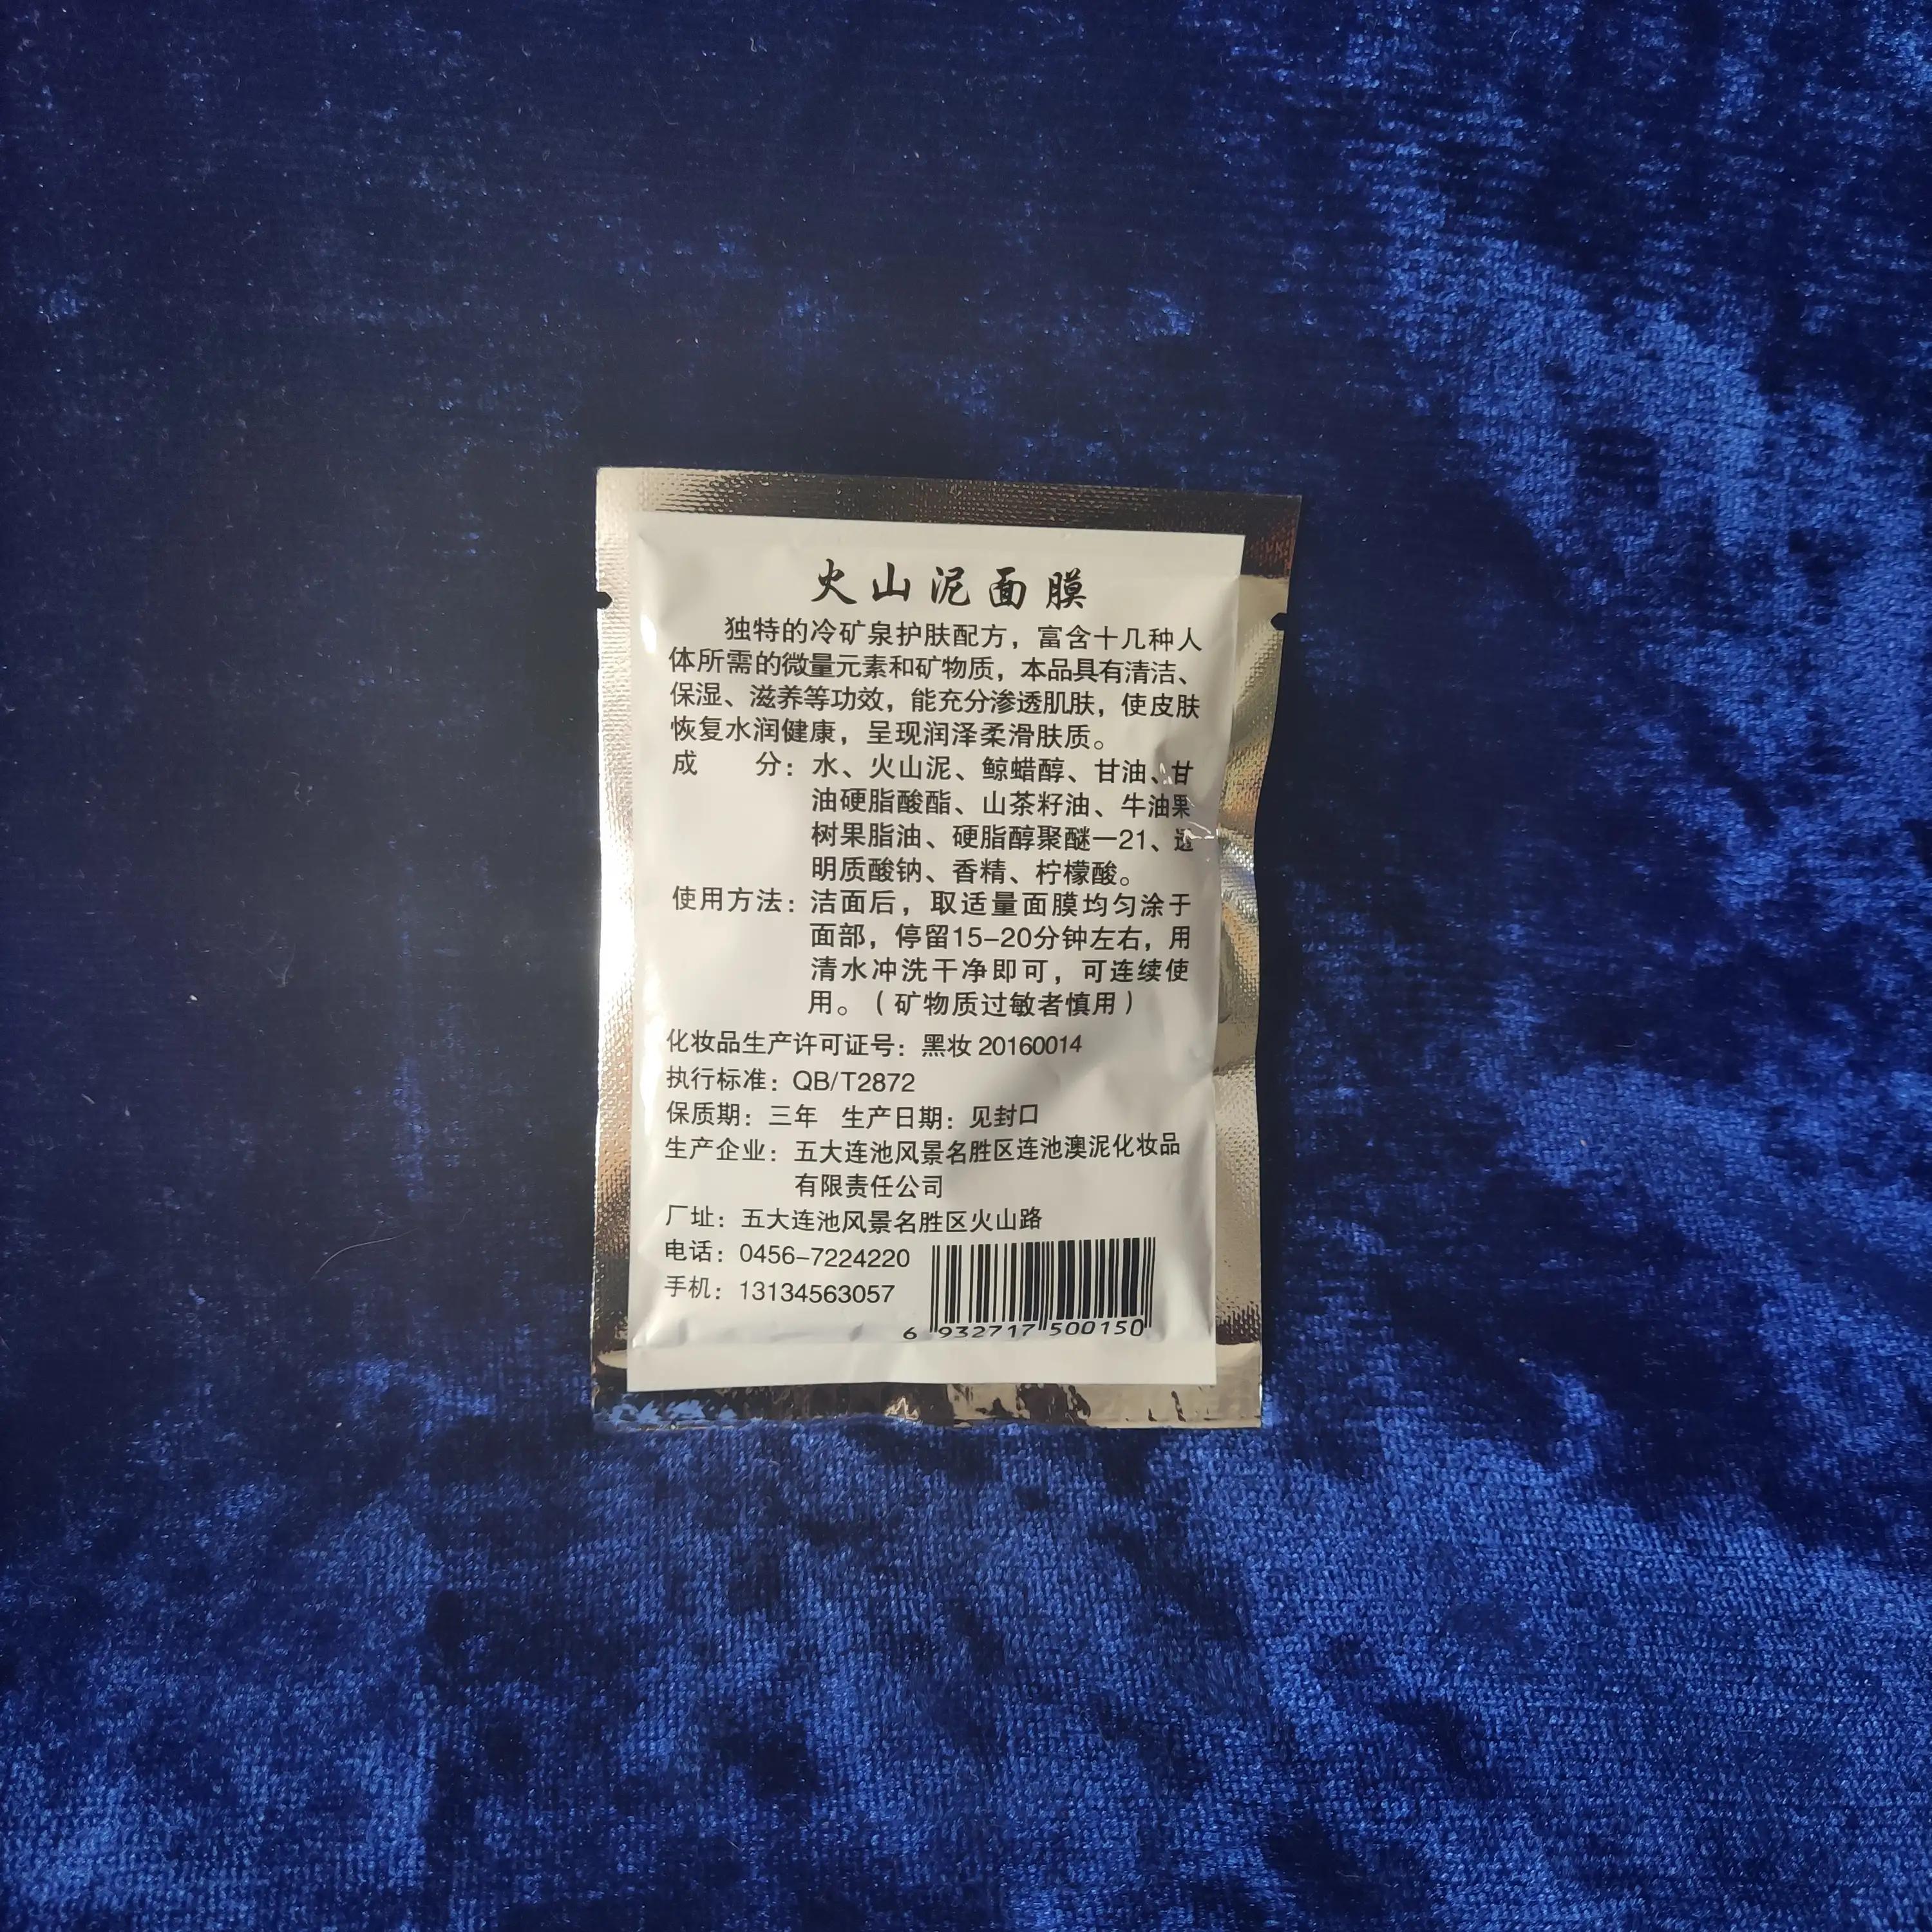 火山泥面膜
独特的冷矿泉护肤配方，富含十几种人
体所需的微量元素和矿物质，本品具有清洁、
保湿、滋养等功效，能充分渗透肌肤，使皮肤
恢复水润健康，呈现润泽柔滑肤质。
成 分：水、火山泥、鲸蜡醇、甘油、甘
油硬脂酸酯、山茶籽油、牛油果
树果脂油、硬脂醇聚醚—21、透
明质酸钠、香精、柠檬酸。
使用方法：洁面后，取适量面膜均匀涂于
面部，停留15-20分钟左右，用
清水冲洗干净即可，可连续使
用。（矿物质过敏者慎用）
化妆品生产许可证号：黑妆 20160014
执行标准：QB/T2872
保质期：三年 生产日期：见封口
生产企业：五大连池风景名胜区连池澳泥化妆品
有限责任公司
厂址：五大连池风景名胜区火山路
电话：0456-7224220
手机：13134563057
6 932717 500150